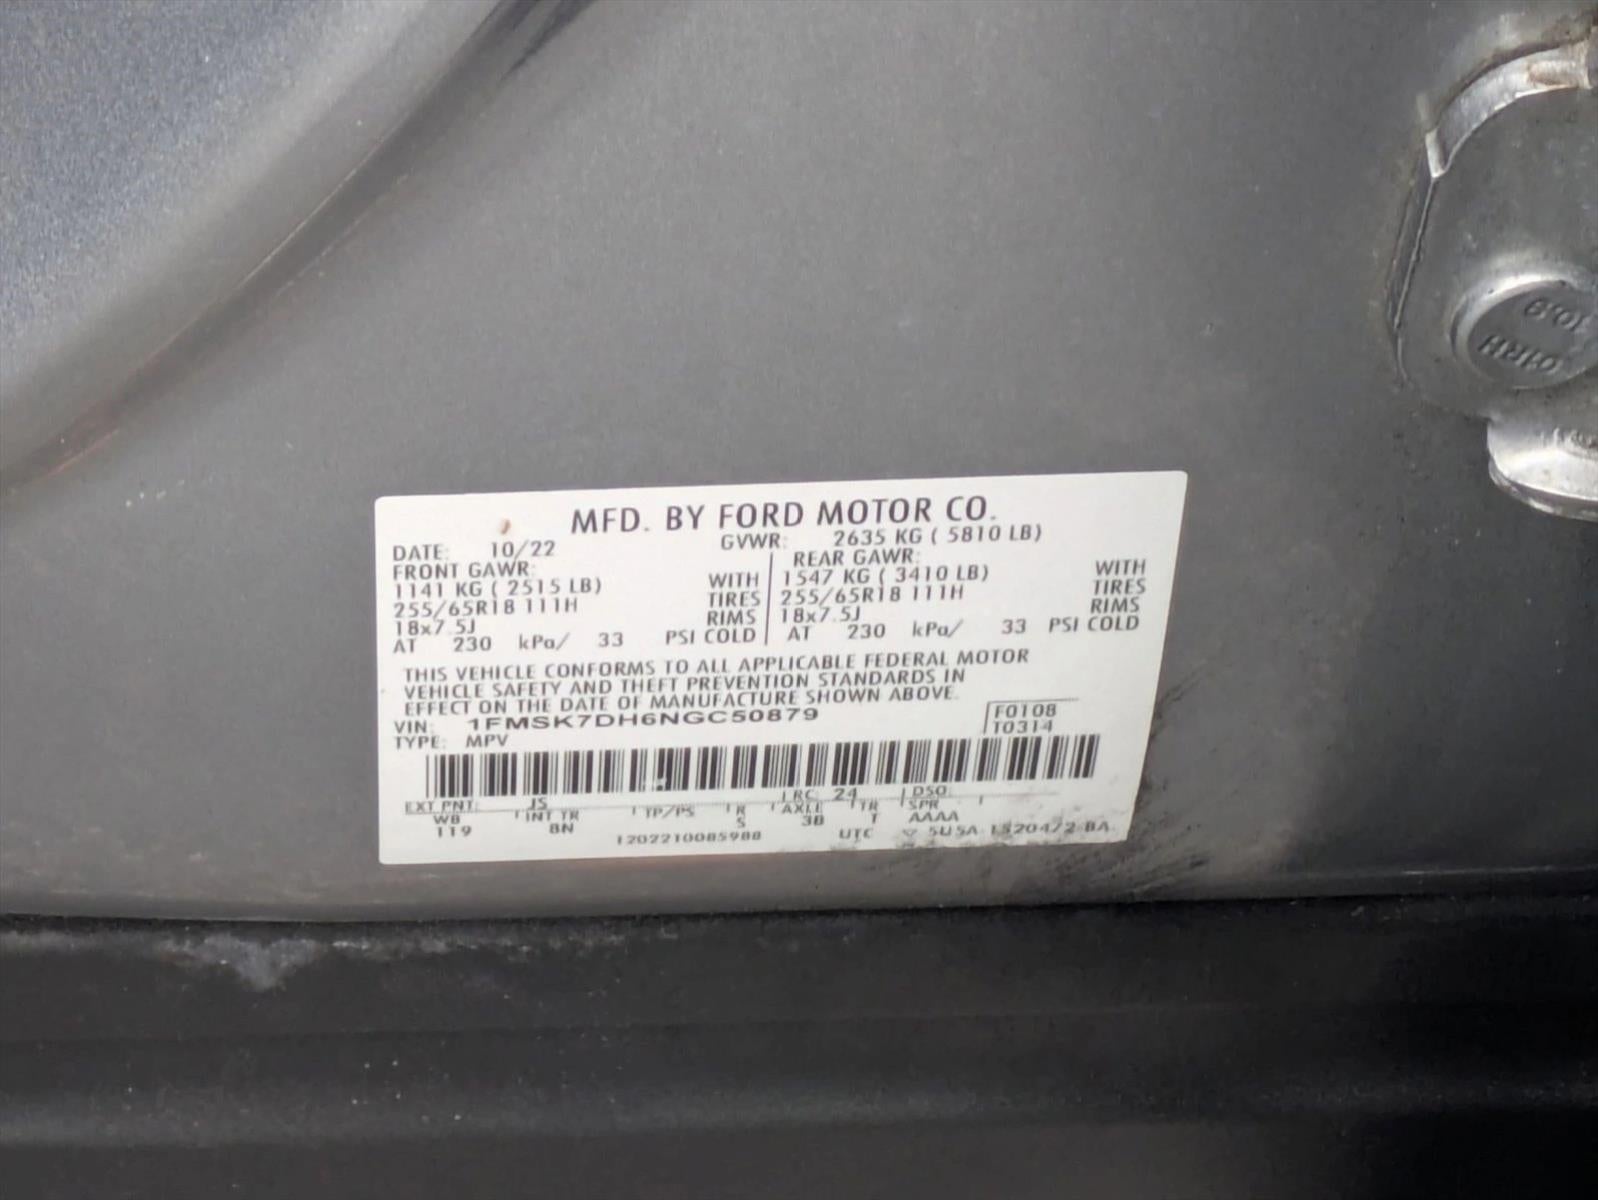 MFD. BY FORD MOTOR CO.
DATE: 10/22 GVWR: 2635 KG ( 5810 LB)
FRONT GAWR: REAR GAWR:
1141 KG ( 2515 LB) WITH 1547 KG ( 3410 LB) WITH
255/65R18 111H TIRES 255/65R18 111H TIRES
18x7.5J RIMS 18x7.5J RIMS
AT 230 kPa/ 33 PSI COLD AT 230 kPa/ 33 PSI COLD
THIS VEHICLE CONFORMS TO ALL APPLICABLE FEDERAL MOTOR
VEHICLE SAFETY AND THEFT PREVENTION STANDARDS IN
EFFECT ON THE DATE OF MANUFACTURE SHOWN ABOVE.
VIN: 1FMSK7DH6NGC50879 F0108
TYPE: MPV T0314
EXT PNT: JS RC: 24 DSO:
WB INT TR TP/PS R AXLE TR SPR
119 8N S 3B T AAAA
1202210085988 UTC ▽ 5U5A
10.9